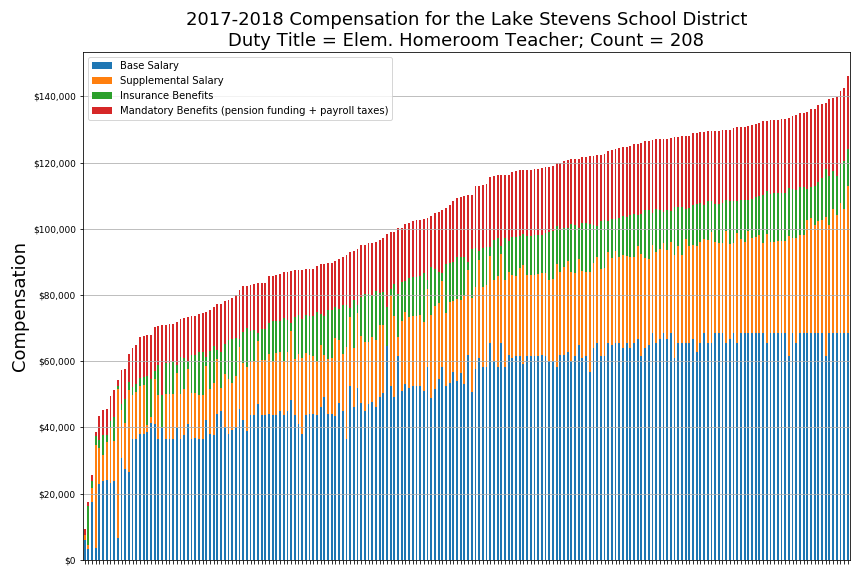 2017-2018 Compensation for the Lake Stevens School District
Duty Title = Elem. Homeroom Teacher; Count = 208
Base Salary
Supplemental Salary
Insurance Benefits
Mandatory Benefits (pension funding + payroll taxes)
Compensation
$140,000
$120,000
$100,000
$80,000
$60,000
$40,000
$20,000
$0